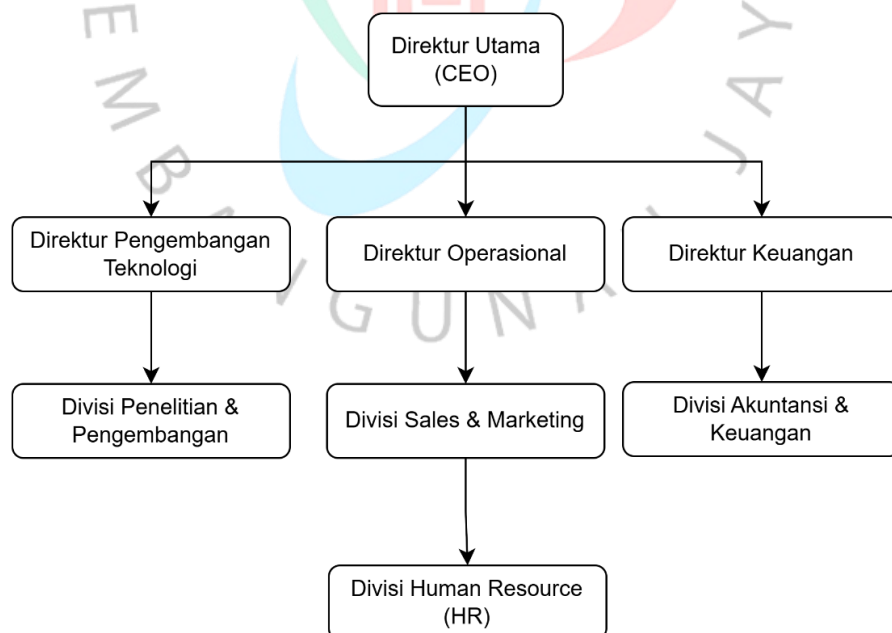 Direktur Utama
(CEO)
Direktur Pengembangan
Teknologi
Direktur Operasional
Direktur Keuangan
Divisi Penelitian &
Pengembangan
Divisi Sales & Marketing
Divisi Akuntansi &
Keuangan
Divisi Human Resource
(HR)